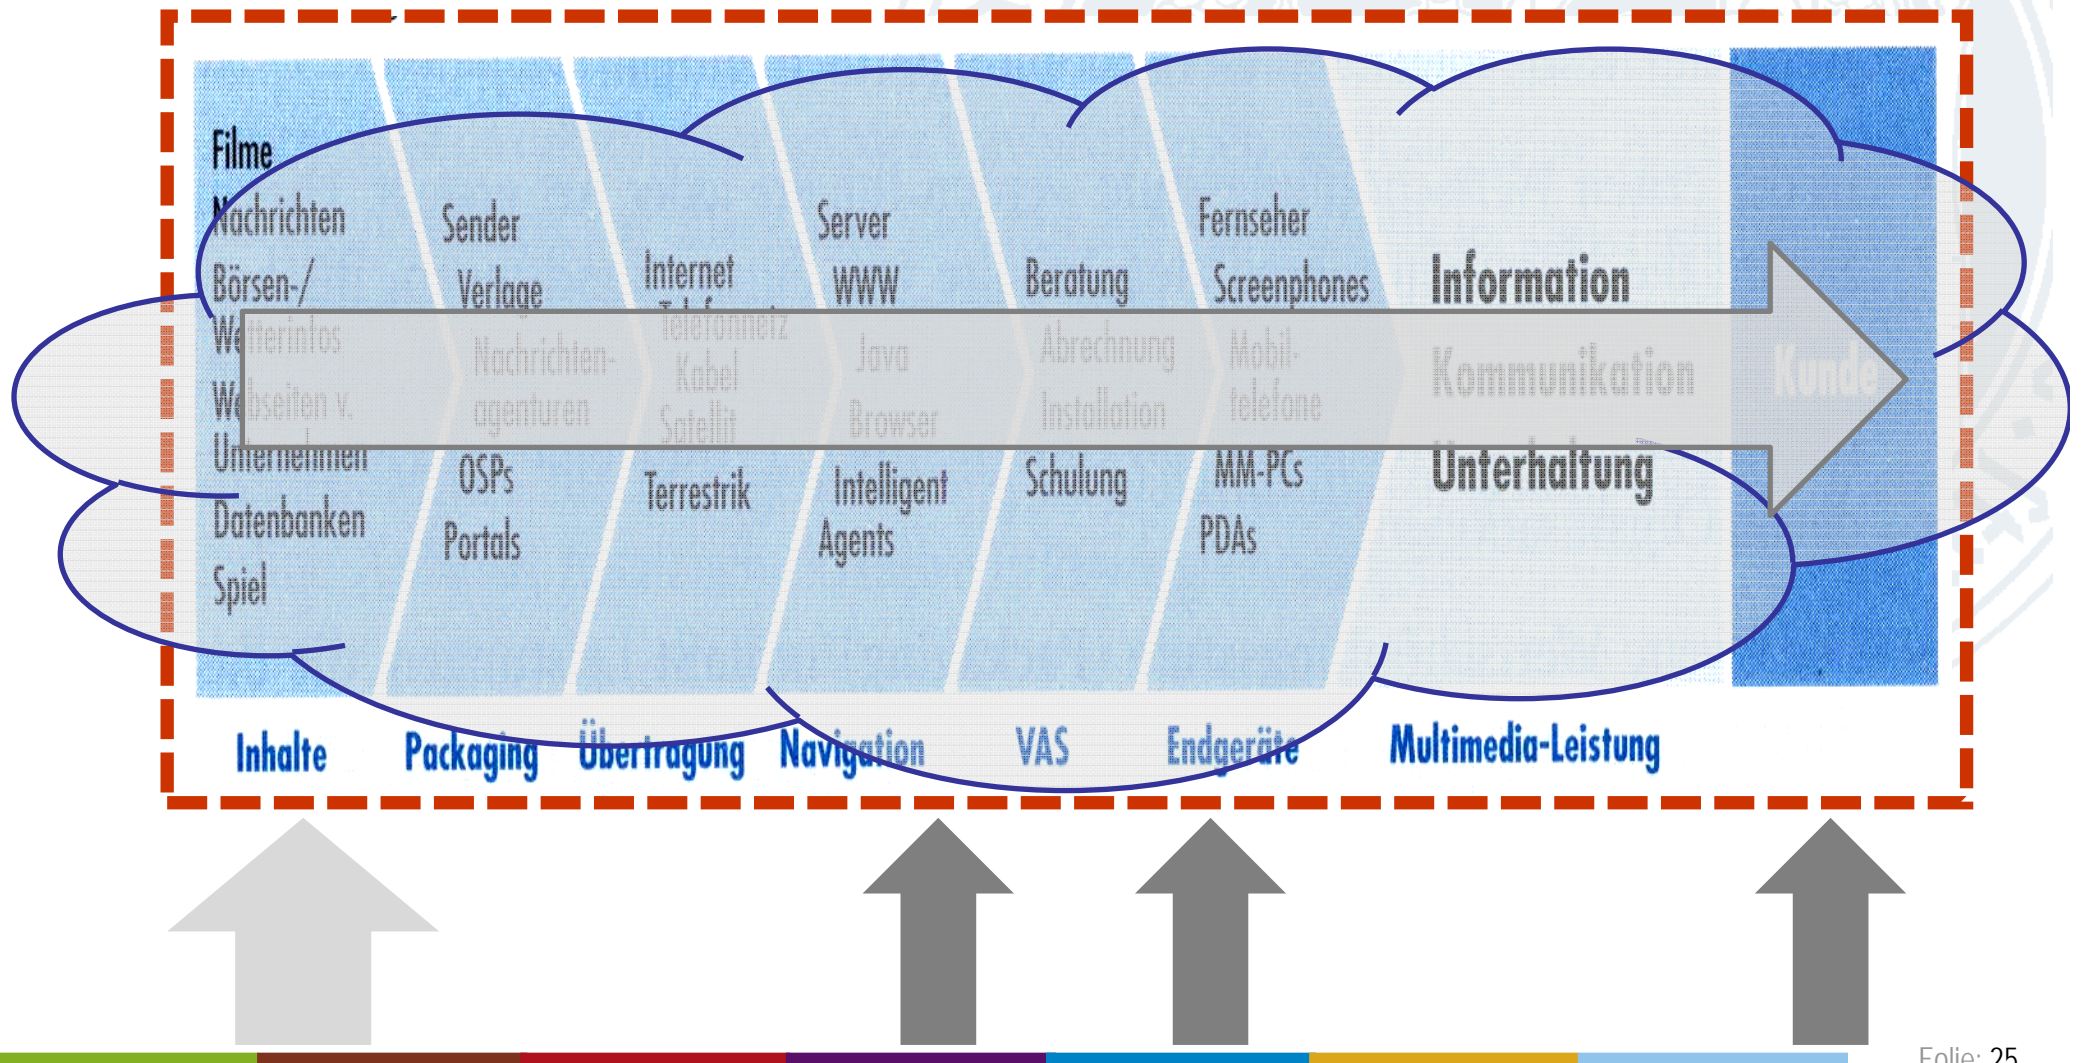 Filme
Nachrichten
Börsen-/
Wetterinfos
Webseiten v.
Unternehmen
Datenbanken
Spiel
Sender
Verlage
Nachrichten-
agenturen
OSPs
Portals
Internet
Telefonnetz
Kabel
Satellit
Terrestrik
Server
WWW
Java
Browser
Intelligent
Agents
Beratung
Abrechnung
Installation
Schulung
Fernseher
Screenphones
Mobil-
telefone
MM-PCs
PDAs
Information
Kommunikation
Unterhaltung
Kunde
Inhalte
Packaging
Übertragung
Navigation
VAS
Endgeräte
Multimedia-Leistung
Folie: 25